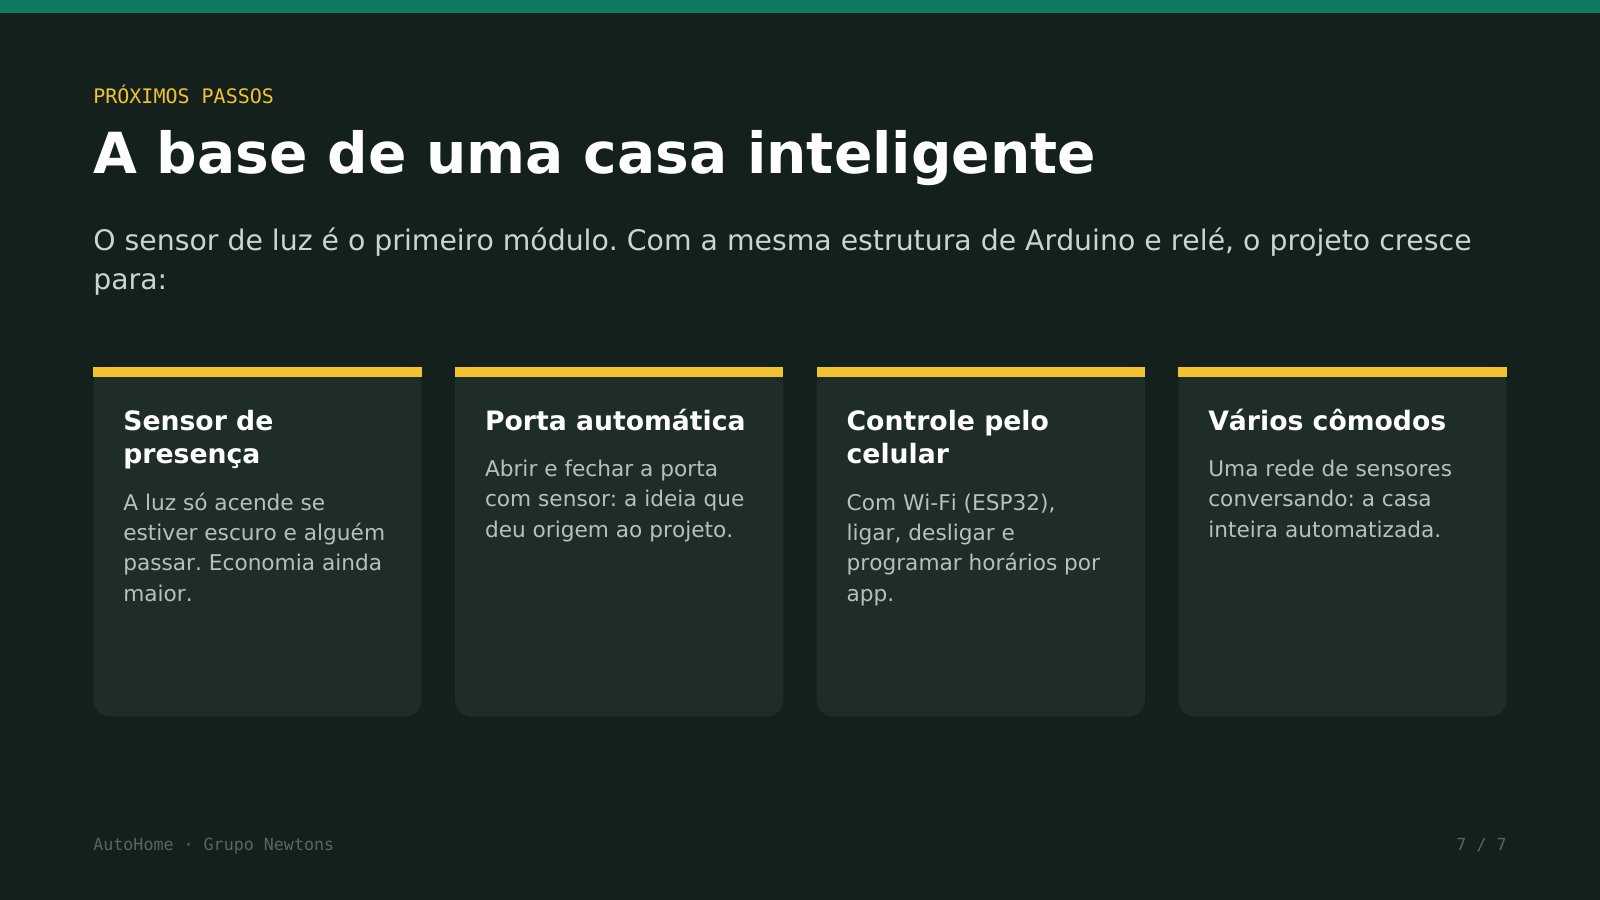 PRÓXIMOS PASSOS
A base de uma casa inteligente
O sensor de luz é o primeiro módulo. Com a mesma estrutura de Arduino e relé, o projeto cresce
para:
Sensor de
presença
A luz só acende se
estiver escuro e alguém
passar. Economia ainda
maior.
Porta automática
Abrir e fechar a porta
com sensor: a ideia que
deu origem ao projeto.
Controle pelo
celular
Com Wi-Fi (ESP32),
ligar, desligar e
programar horários por
app.
Vários cômodos
Uma rede de sensores
conversando: a casa
inteira automatizada.
AutoHome · Grupo Newtons
7 / 7